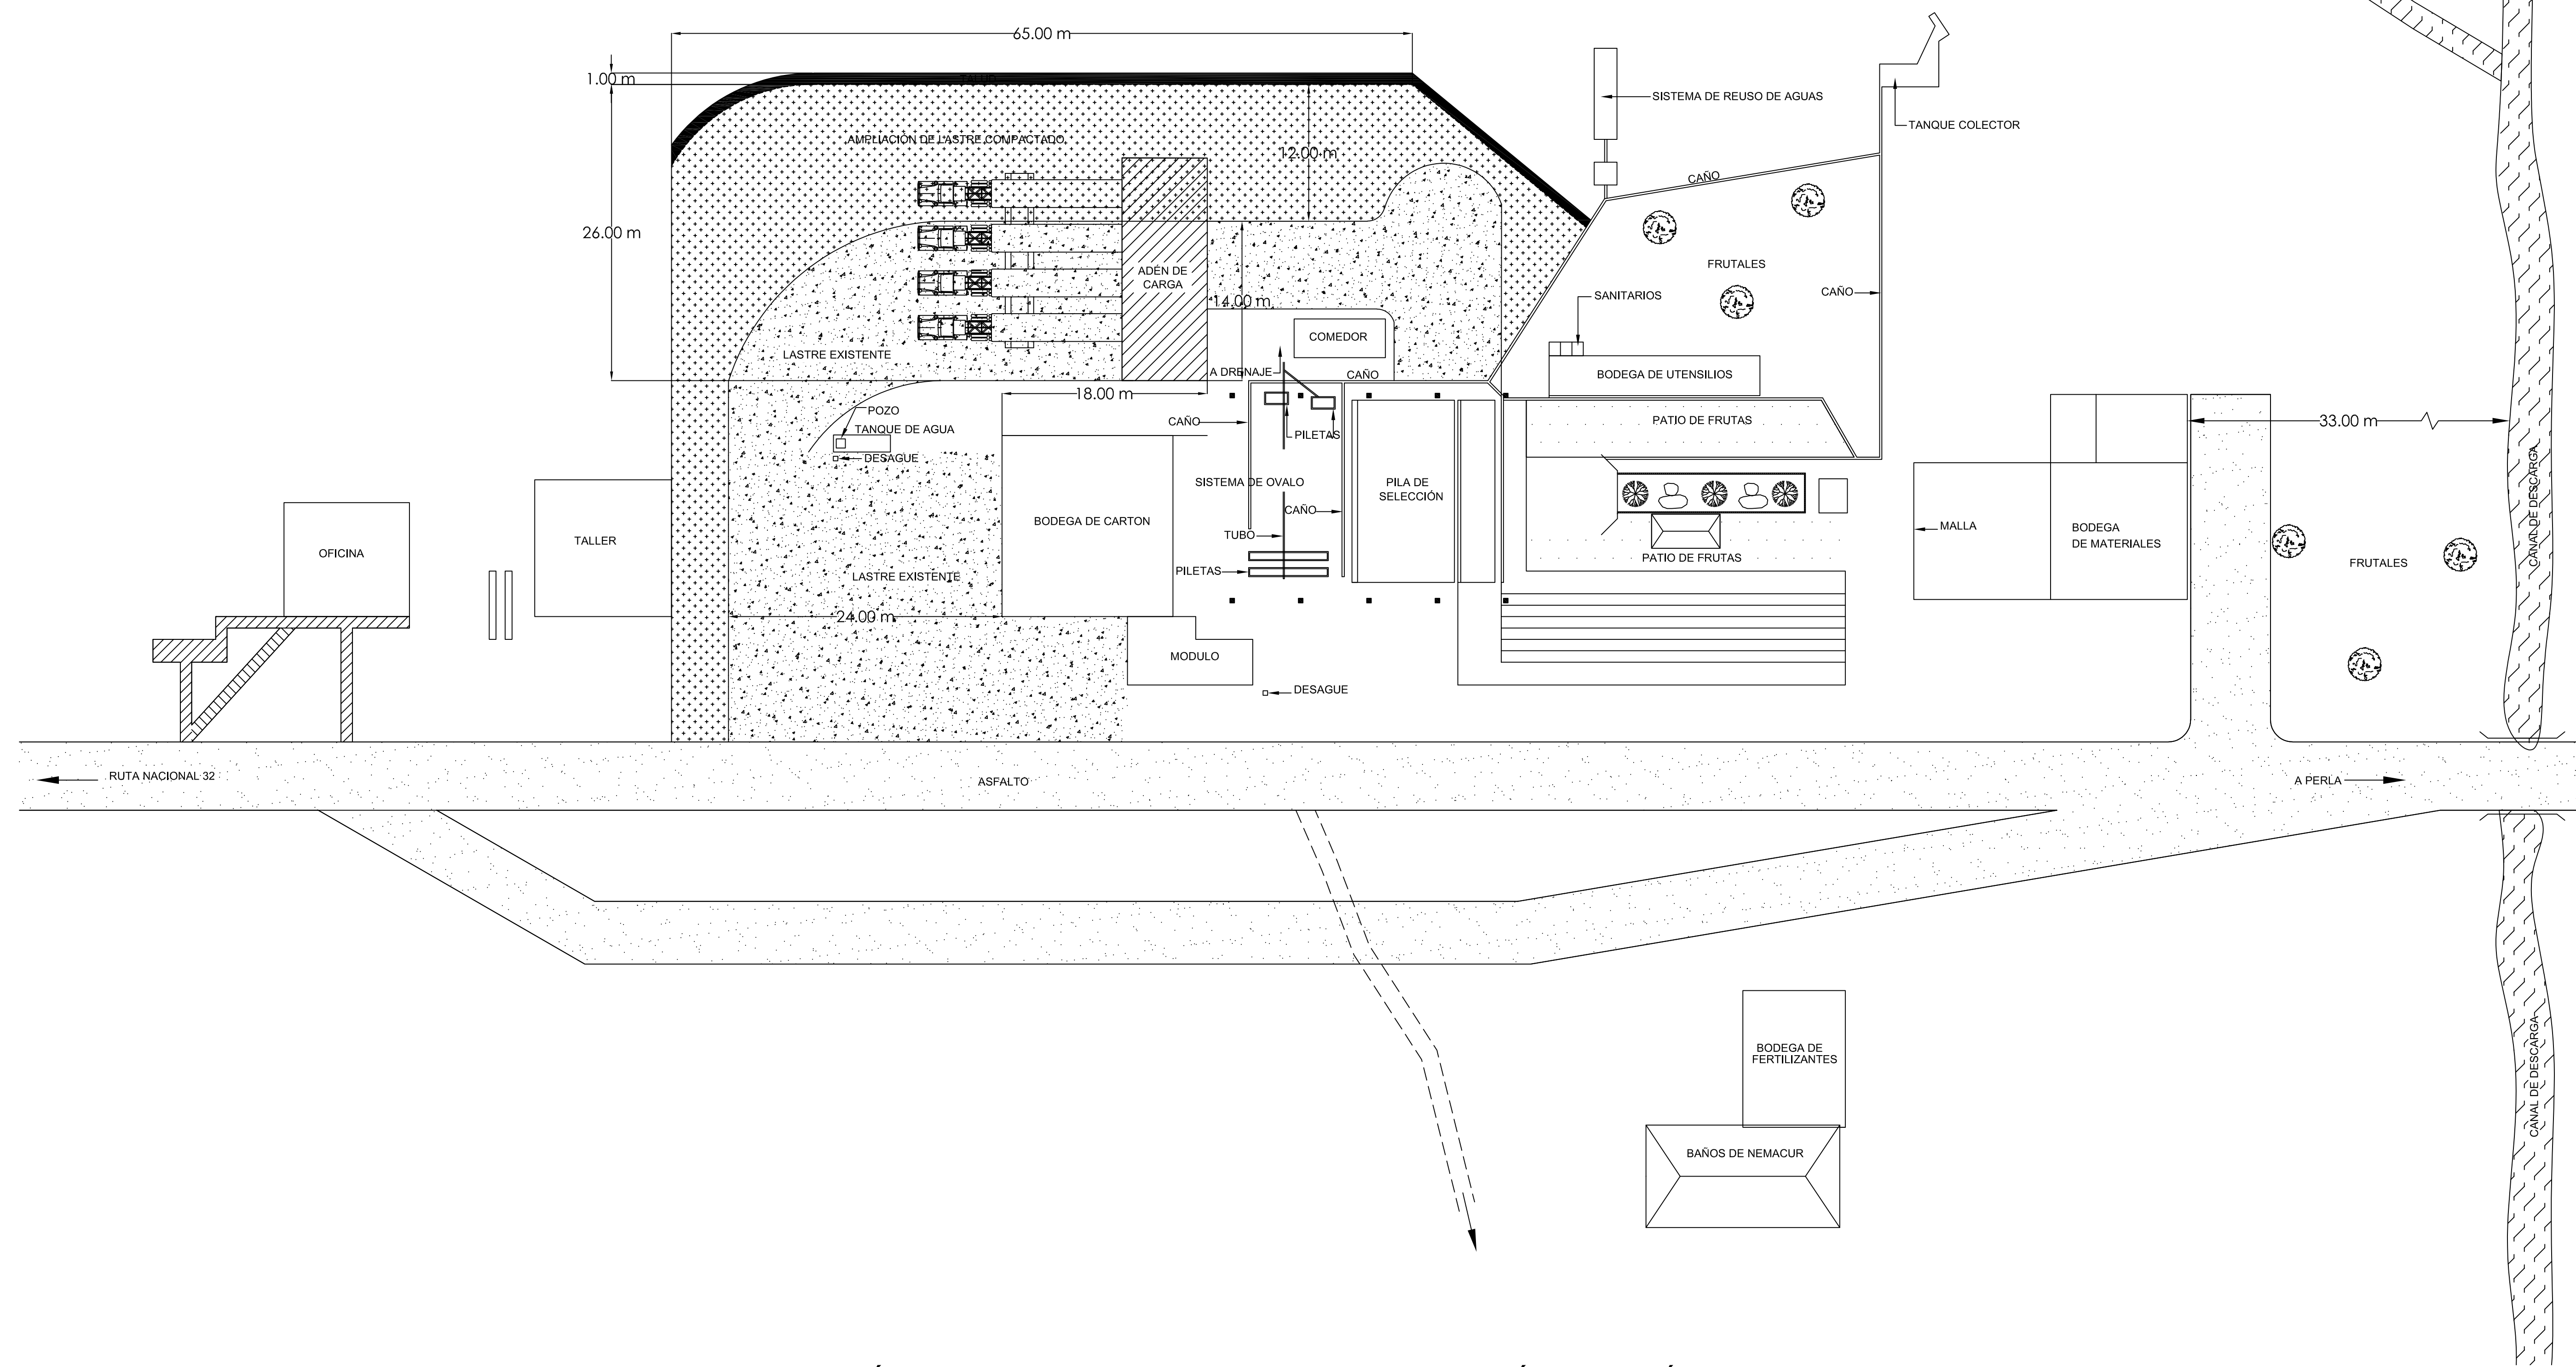 65.00 m
1.00 m
TALUD
SISTEMA DE REUSO DE AGUAS
TANQUE COLECTOR
AMPLIACIÓN DE LASTRE COMPACTADO
12.00 m
CAÑO
26.00 m
FRUTALES
ADÉN DE
CARGA
CAÑO
SANITARIOS
14.00 m
COMEDOR
LASTRE EXISTENTE
A DRENAJE
CAÑO
BODEGA DE UTENSILIOS
18.00 m
POZO
CAÑO
PATIO DE FRUTAS
33.00 m
TANQUE DE AGUA
PILETAS
DESAGUE
SISTEMA DE OVALO
PILA DE
SELECCIÓN
CANAL DE DESCARGA
CAÑO
BODEGA DE CARTON
MALLA
BODEGA
DE MATERIALES
TUBO
TALLER
OFICINA
PATIO DE FRUTAS
FRUTALES
PILETAS
LASTRE EXISTENTE
24.00 m
MODULO
DESAGUE
RUTA NACIONAL 32
ASFALTO
A PERLA
BODEGA DE
FERTILIZANTES
CANAL DE DESCARGA
BAÑOS DE NEMACUR